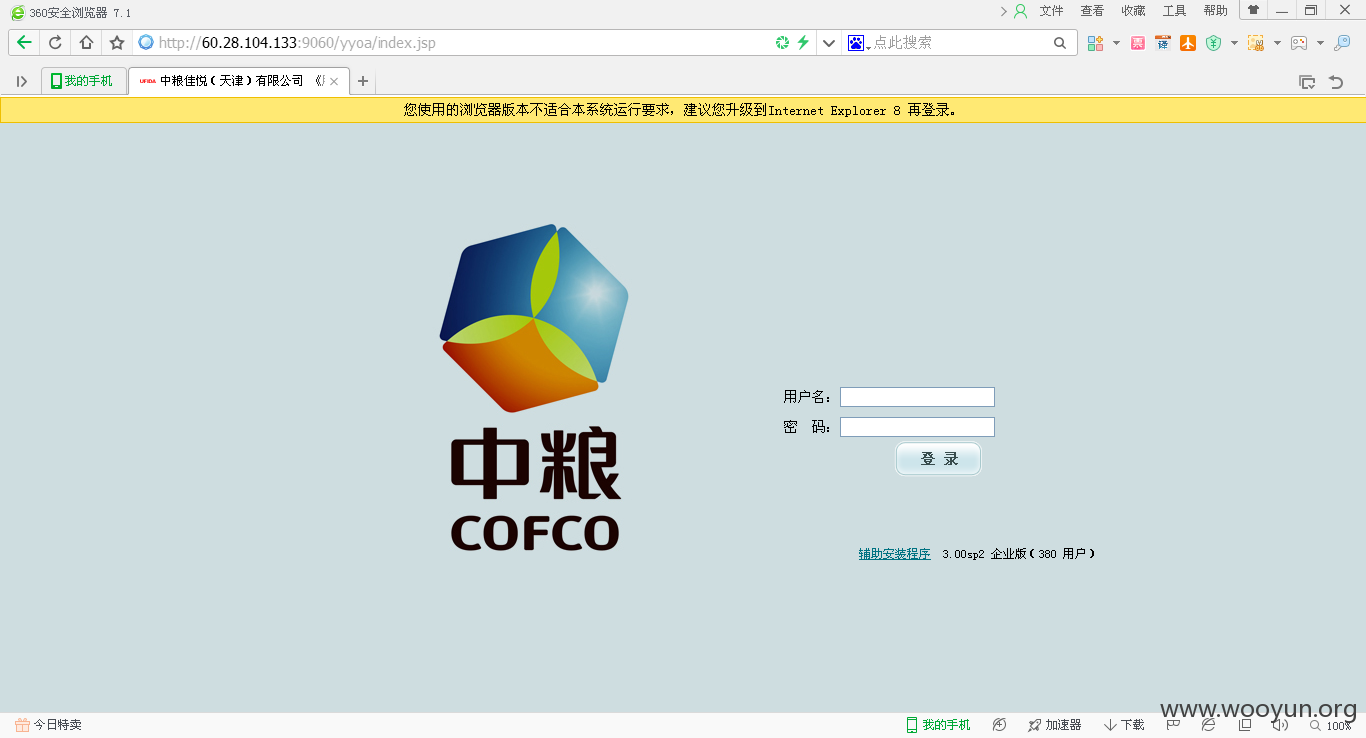 360安全浏览器 7.1
文件 查看 收藏 工具 帮助
http://60.28.104.133:9060/yyoa/index.jsp
点此搜索
我的手机
UFIDA 中粮佳悦(天津)有限公司
您使用的浏览器版本不适合本系统运行要求,建议您升级到Internet Explorer 8 再登录。
中粮
COFCO
用户名:
密 码:
登 录
辅助安装程序 3.00sp2 企业版(380 用户)
www.wooyun.org
今日特卖
我的手机 加速器 下载 100%